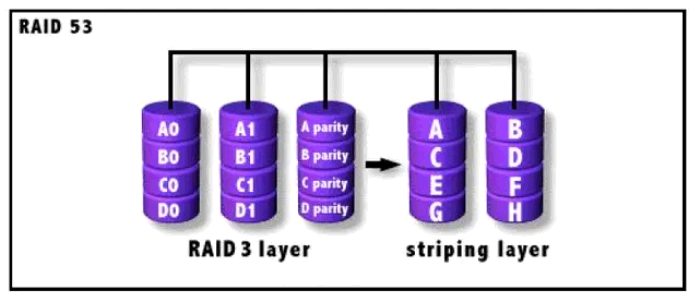 RAID 53
A0 A1 A parity A B
B0 B1 B parity C D
C0 C1 C parity E F
D0 D1 D parity G H
RAID 3 layer striping layer